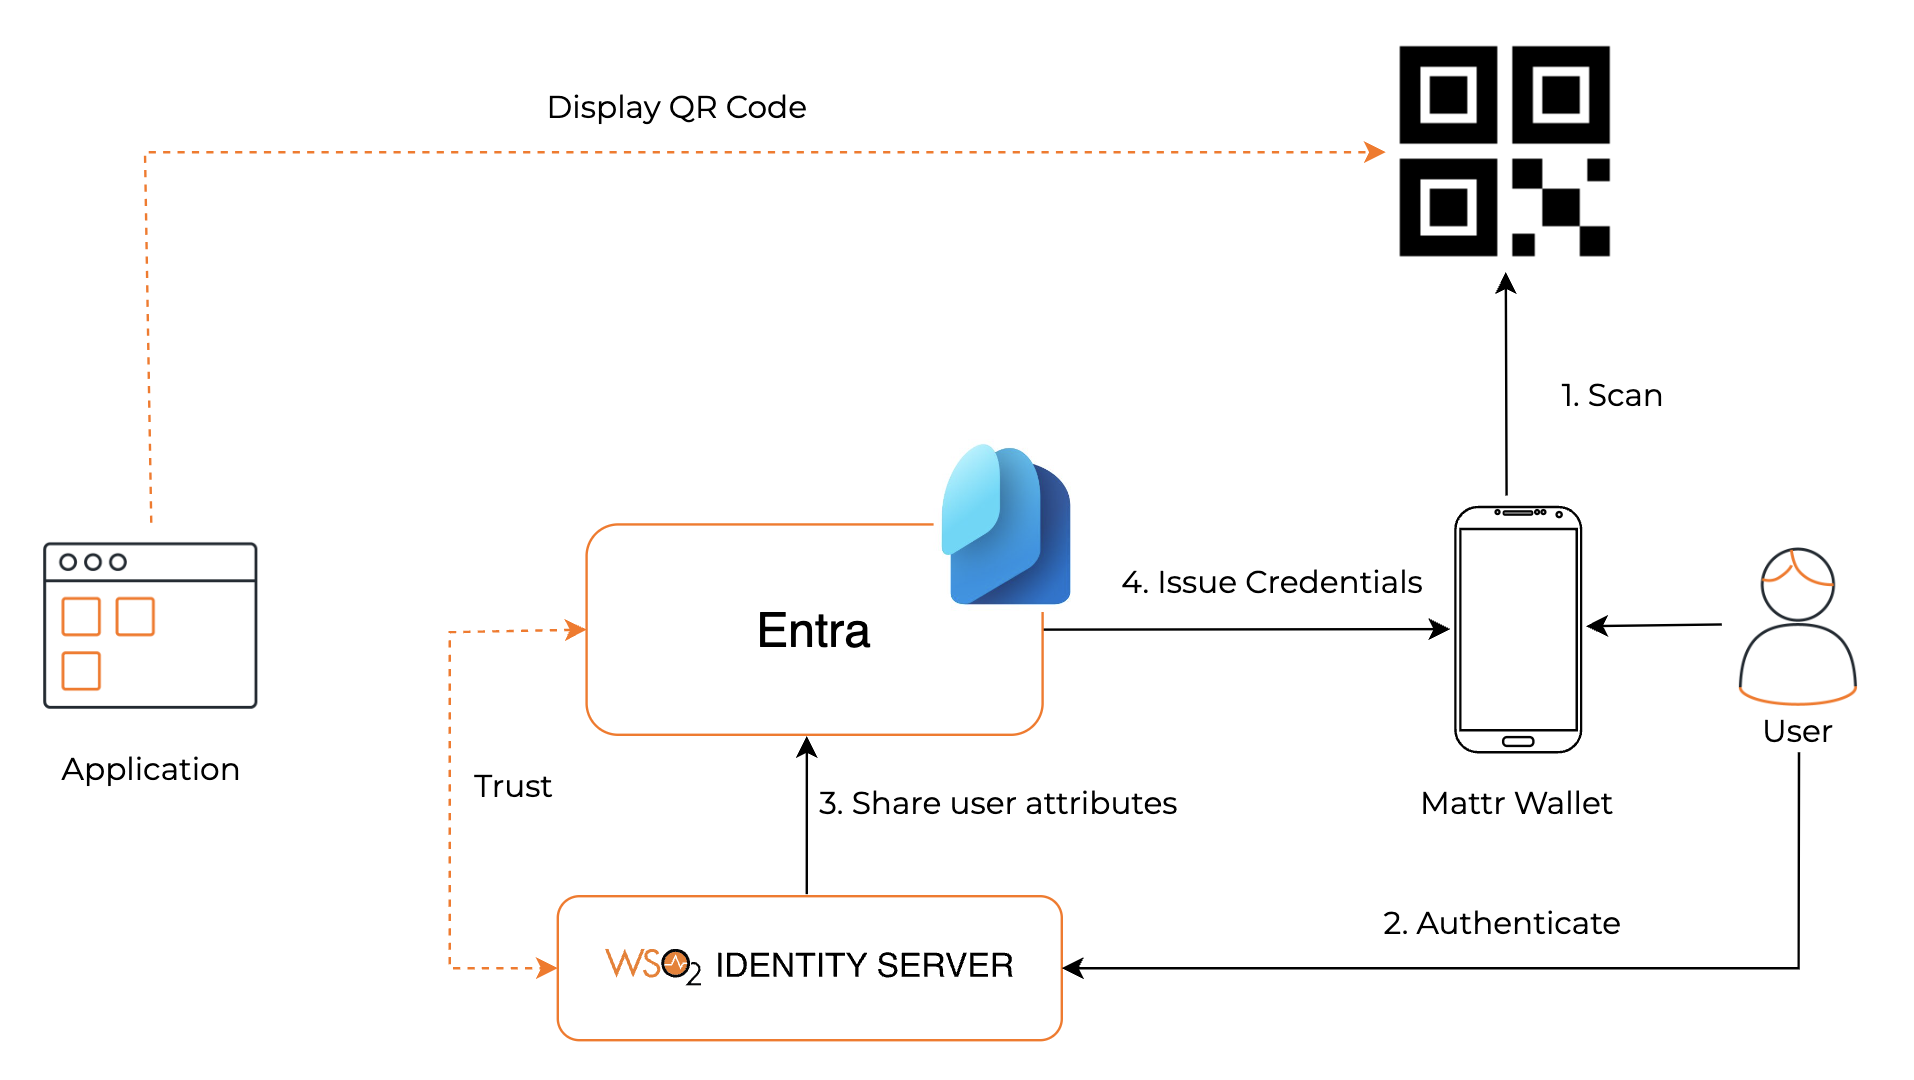 Display QR Code
1. Scan
4. Issue Credentials
Entra
User
Application
Trust
3. Share user attributes
Mattr Wallet
2. Authenticate
WSO2 IDENTITY SERVER